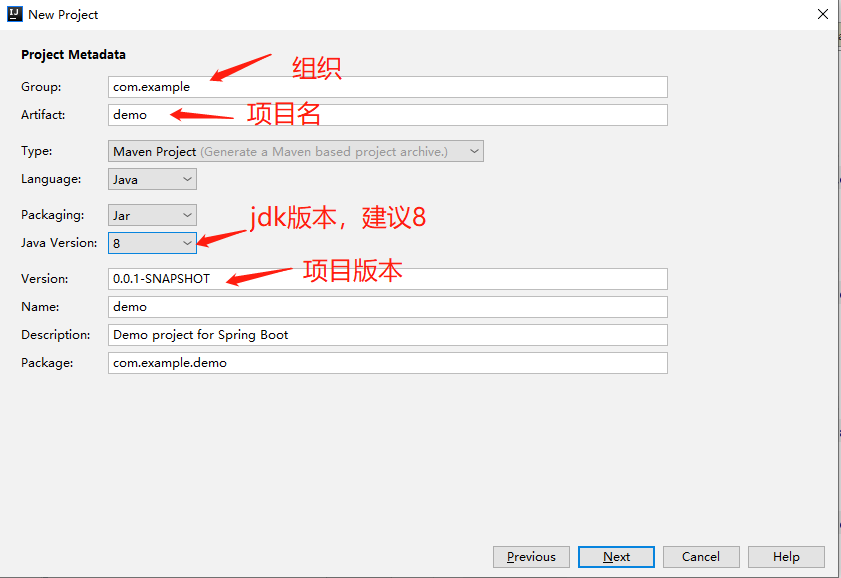 New Project
Project Metadata
Group: com.example 组织
Artifact: demo 项目名
Type: Maven Project (Generate a Maven based project archive.)
Language: Java
Packaging: Jar
jdk版本，建议8
Java Version: 8
Version: 0.0.1-SNAPSHOT 项目版本
Name: demo
Description: Demo project for Spring Boot
Package: com.example.demo
Previous Next Cancel Help